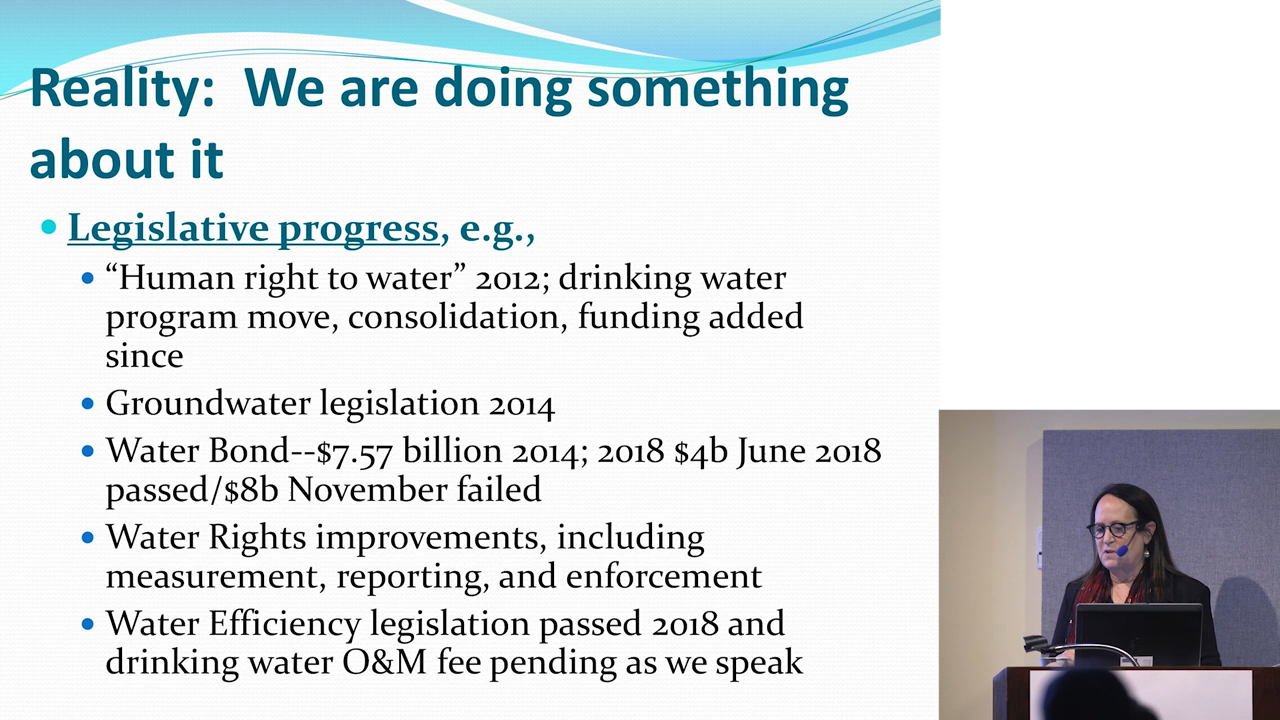 Reality:  We are doing something
about it
Legislative progress, e.g.,
“Human right to water” 2012; drinking water
program move, consolidation, funding added
since
Groundwater legislation 2014
Water Bond--$7.57 billion 2014; 2018 $4b June 2018
passed/$8b November failed
Water Rights improvements, including
measurement, reporting, and enforcement
Water Efficiency legislation passed 2018 and
drinking water O&M fee pending as we speak